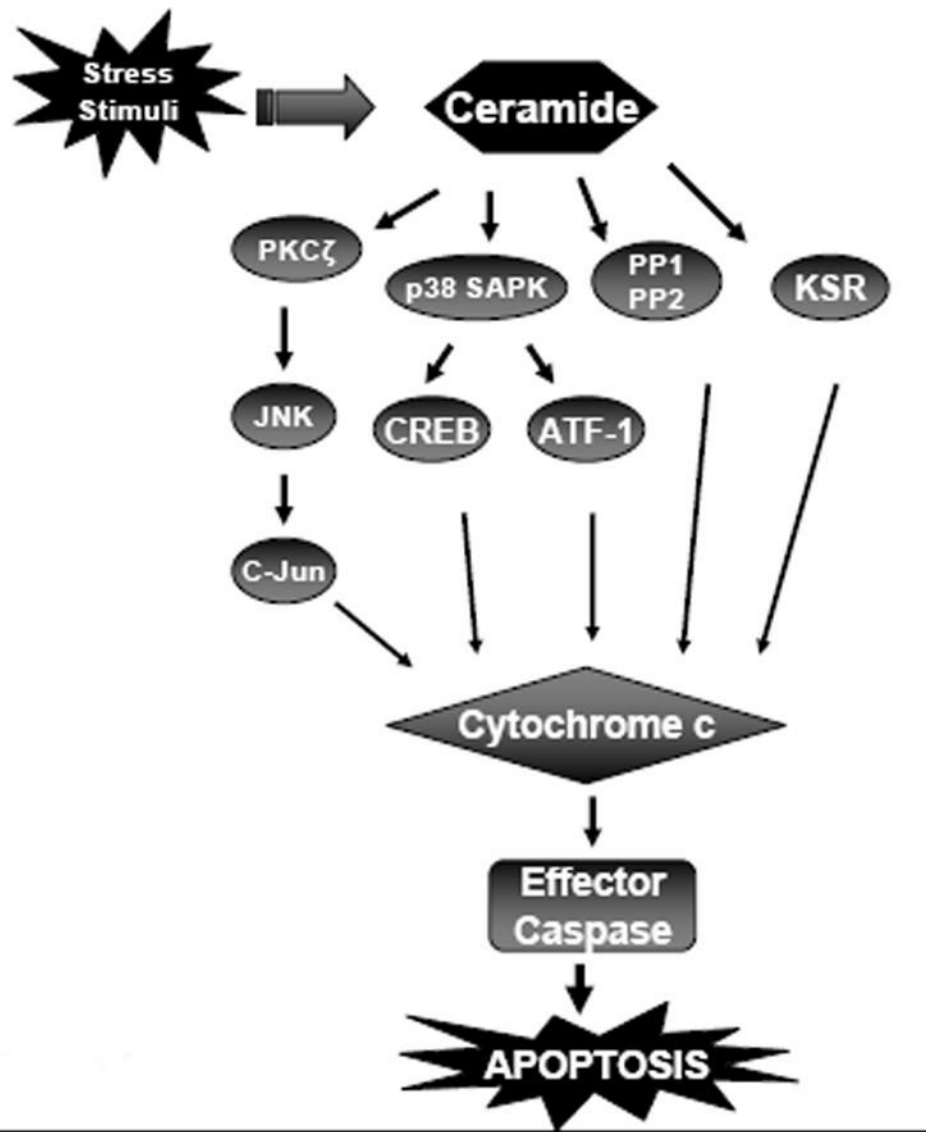 Stress
Stimuli
Ceramide
PKCζ
p38 SAPK
PP1
PP2
KSR
JNK
CREB
ATF-1
C-Jun
Cytochrome c
Effector
Caspase
APOPTOSIS